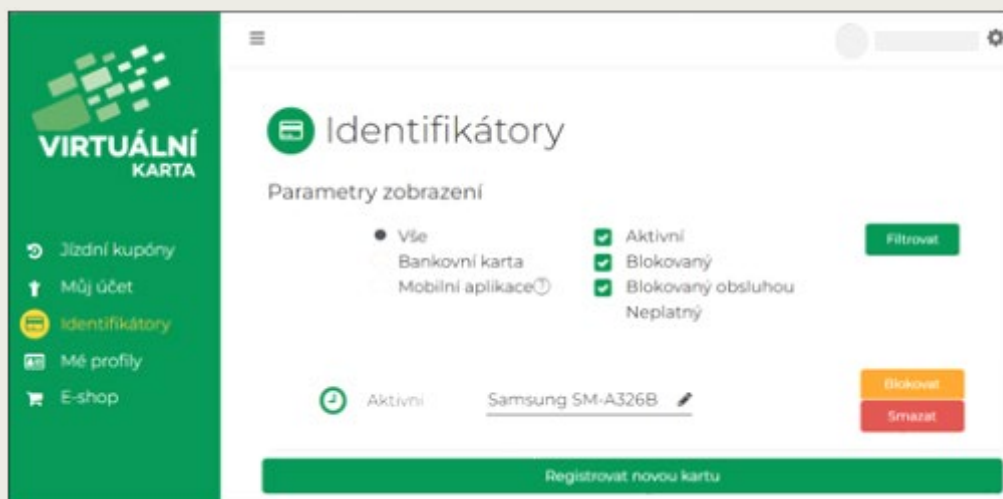 VIRTUÁLNÍ
KARTA
Jízdní kupóny
Můj účet
Identifikátory
Mé profily
E-shop
Identifikátory
Parametry zobrazení
Vše
Bankovní karta
Mobilní aplikace?
Aktivní
Blokovaný
Blokovaný obsluhou
Neplatný
Filtrovat
Aktivní
Samsung SM-A326B
Blokovat
Smazat
Registrovat novou kartu